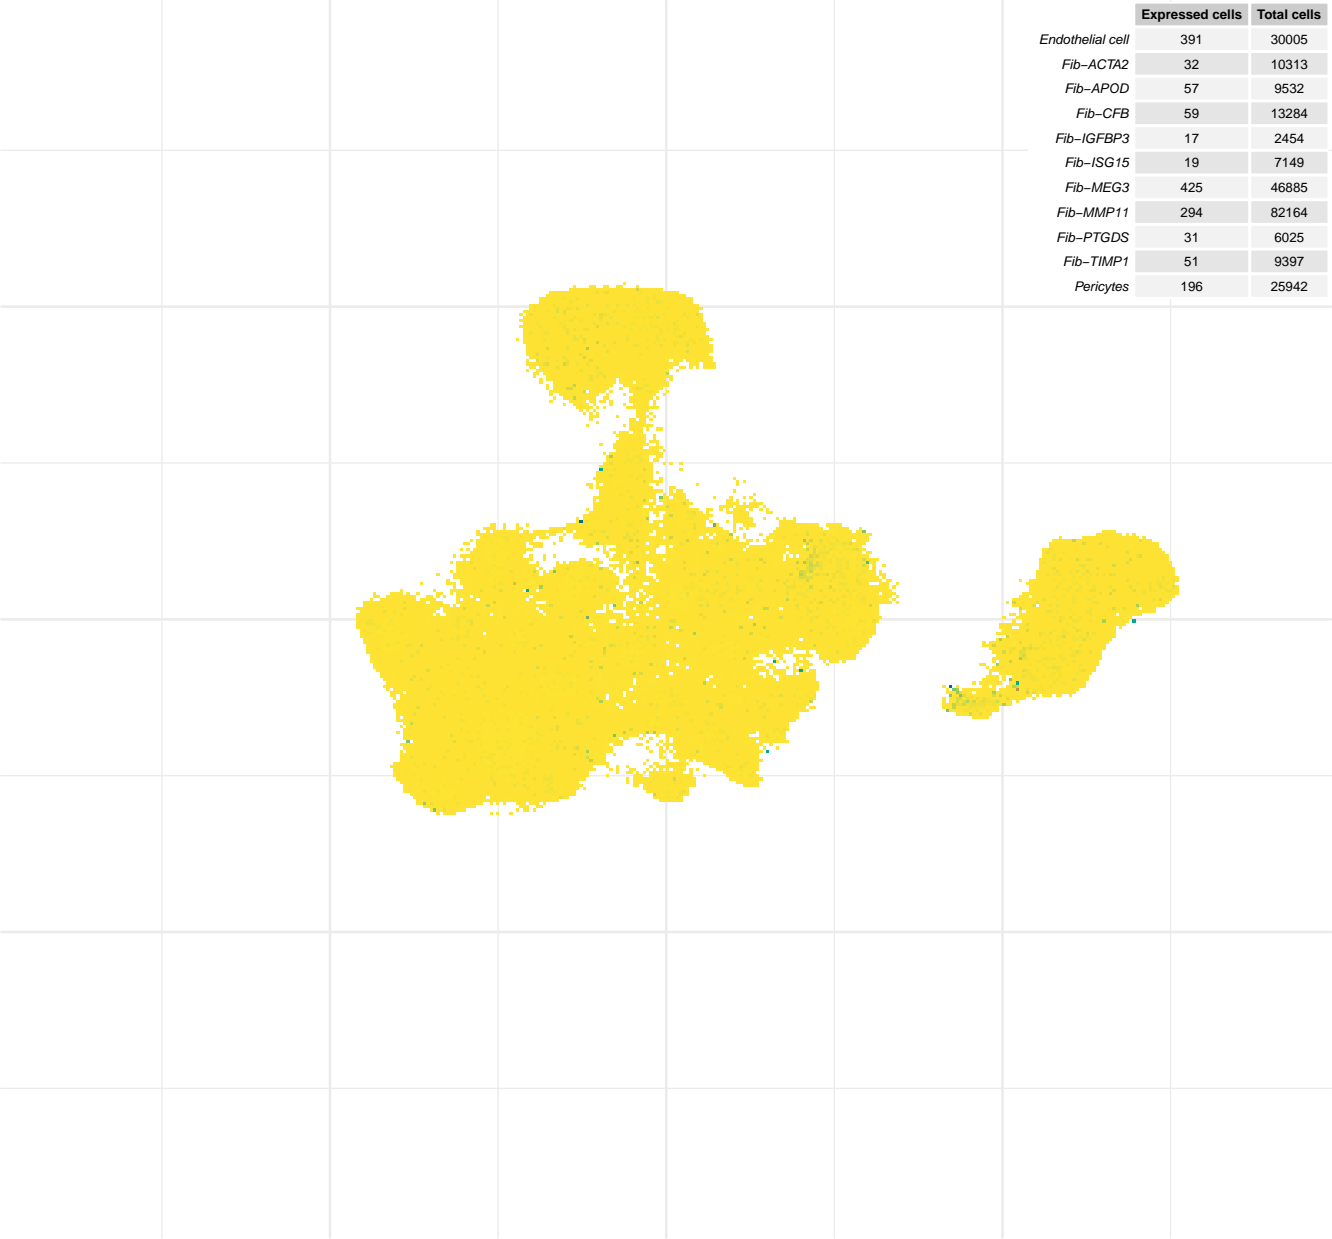 Expressed cells Total cells
Endothelial cell 391 30005
Fib−ACTA2 32 10313
Fib−APOD 57 9532
Fib−CFB 59 13284
Fib−IGFBP3 17 2454
Fib−ISG15 19 7149
Fib−MEG3 425 46885
Fib−MMP11 294 82164
Fib−PTGDS 31 6025
Fib−TIMP1 51 9397
Pericytes 196 25942